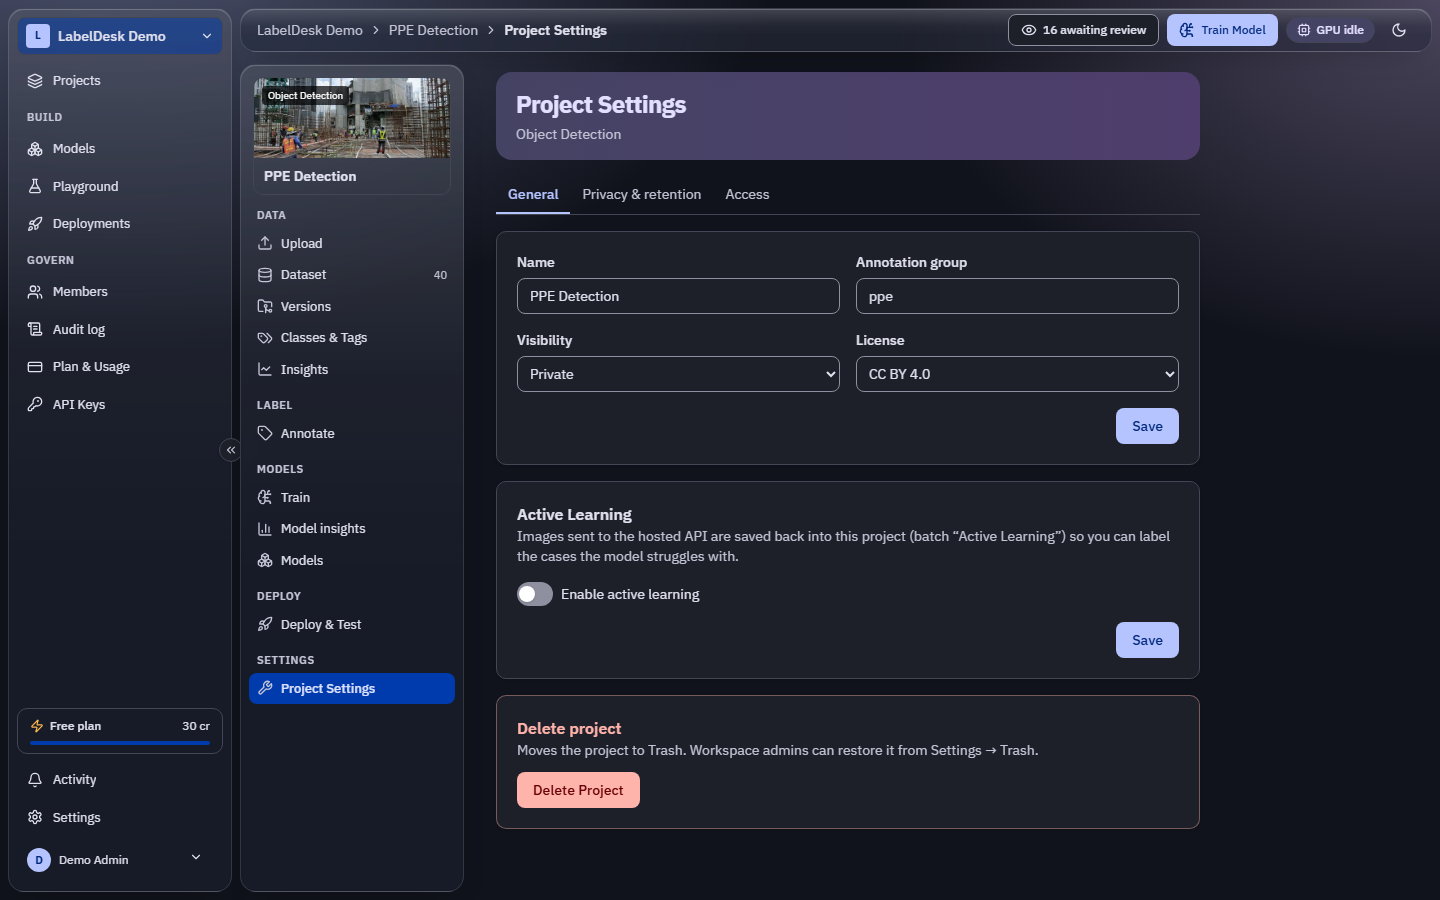 L
LabelDesk Demo
Projects
BUILD
Models
Playground
Deployments
GOVERN
Members
Audit log
Plan & Usage
API Keys
Free plan
30 cr
Activity
Settings
D
Demo Admin
LabelDesk Demo
PPE Detection
Project Settings
16 awaiting review
Train Model
GPU idle
Object Detection
PPE Detection
DATA
Upload
Dataset
40
Versions
Classes & Tags
Insights
LABEL
Annotate
MODELS
Train
Model insights
Models
DEPLOY
Deploy & Test
SETTINGS
Project Settings
Project Settings
Object Detection
General
Privacy & retention
Access
Name
Annotation group
PPE Detection
ppe
Visibility
License
Private
CC BY 4.0
Save
Active Learning
Images sent to the hosted API are saved back into this project (batch “Active Learning”) so you can label
the cases the model struggles with.
Enable active learning
Save
Delete project
Moves the project to Trash. Workspace admins can restore it from Settings → Trash.
Delete Project